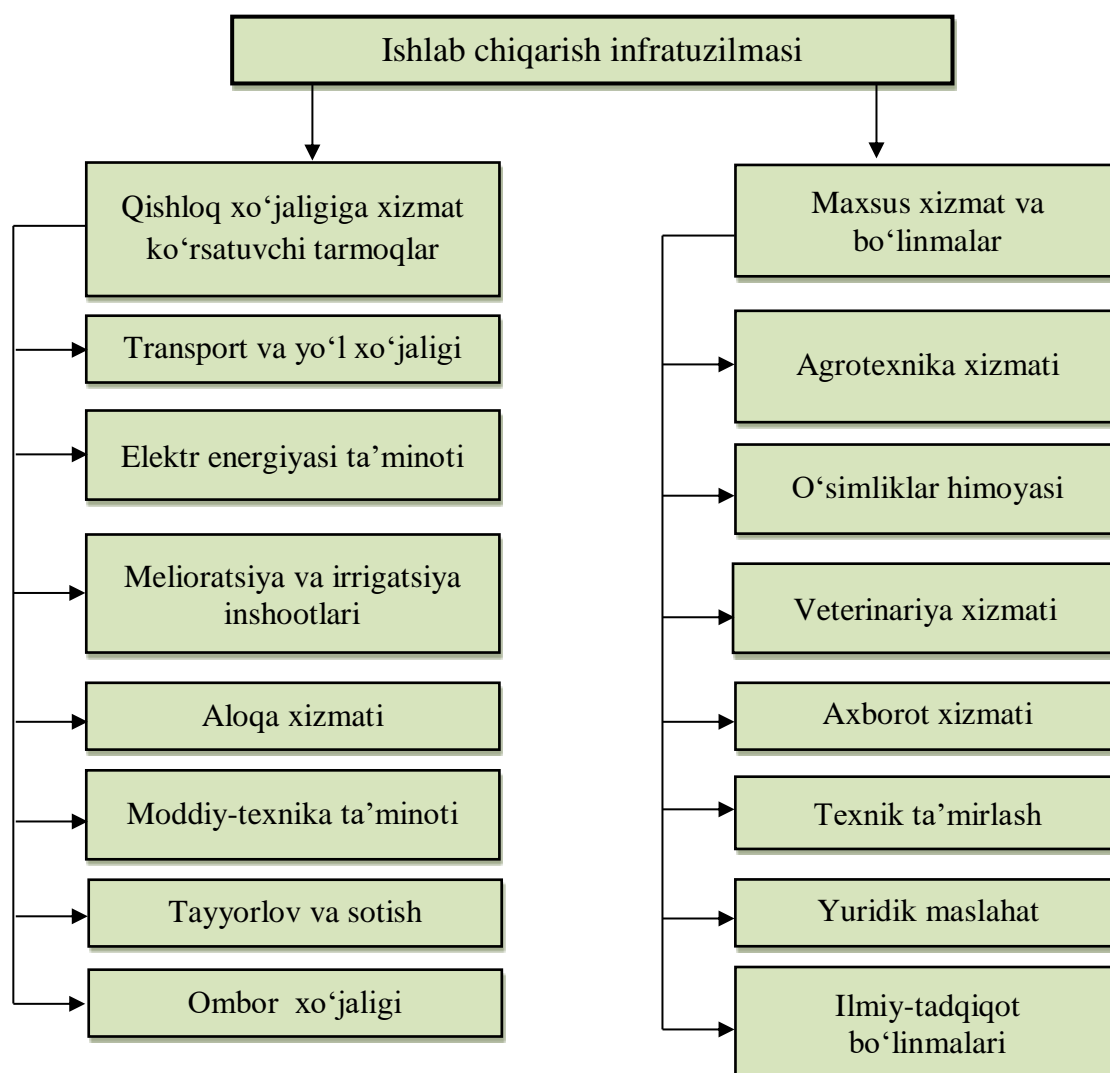 Ishlab chiqarish infratuzilmasi
Qishloq xo‘jaligiga xizmat
ko‘rsatuvchi tarmoqlar
Transport va yo‘l xo‘jaligi
Elektr energiyasi ta’minoti
Melioratsiya va irrigatsiya
inshootlari
Aloqa xizmati
Moddiy-texnika ta’minoti
Tayyorlov va sotish
Ombor xo‘jaligi
Maxsus xizmat va
bo‘linmalar
Agrotexnika xizmati
O‘simliklar himoyasi
Veterinariya xizmati
Axborot xizmati
Texnik ta’mirlash
Yuridik maslahat
Ilmiy-tadqiqot
bo‘linmalari